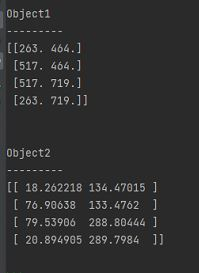 Object1
---------
[[263. 464.]
 [517. 464.]
 [517. 719.]
 [263. 719.]]
Object2
---------
[[ 18.262218 134.47015 ]
 [ 76.90638  133.4762  ]
 [ 79.53906  288.80444 ]
 [ 20.894905 289.7984  ]]